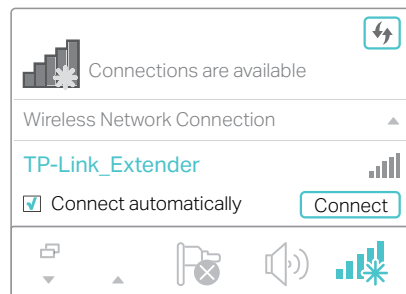 Connections are available
Wireless Network Connection
TP-Link_Extender
Connect automatically
Connect